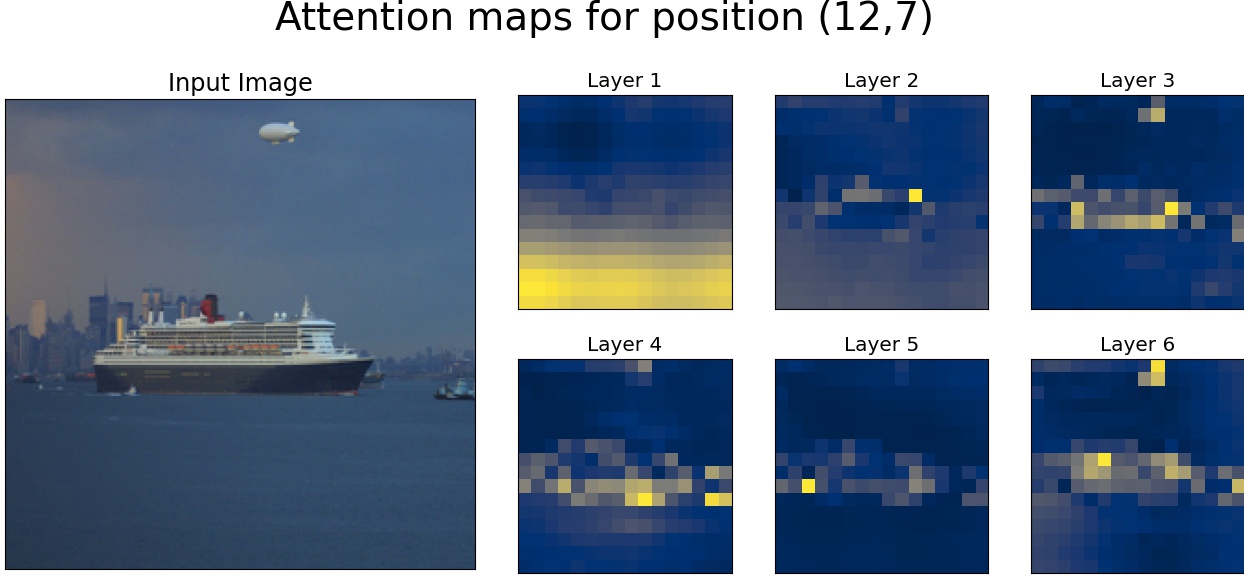 Attention maps for position (12,7)
Input Image
Layer 1
Layer 2
Layer 3
Layer 4
Layer 5
Layer 6